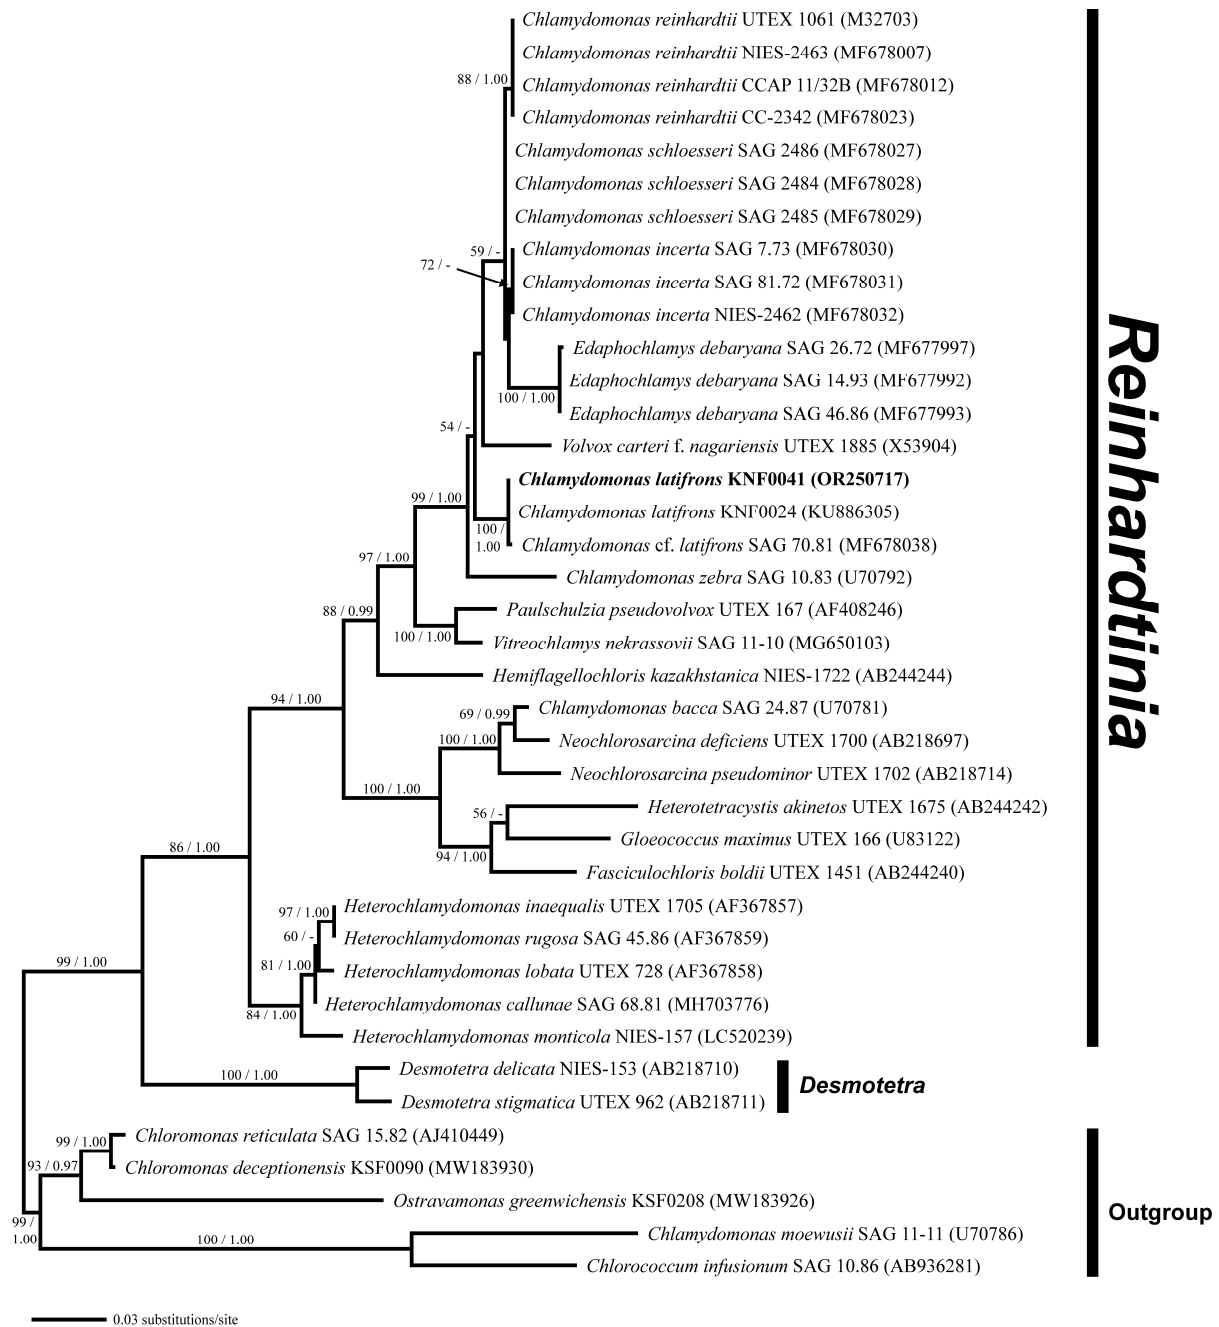 Chlamydomonas reinhardtii UTEX 1061 (M32703)
Chlamydomonas reinhardtii NIES-2463 (MF678007)
88 / 1.00
Chlamydomonas reinhardtii CCAP 11/32B (MF678012)
Chlamydomonas reinhardtii CC-2342 (MF678023)
Chlamydomonas schloesseri SAG 2486 (MF678027)
Chlamydomonas schloesseri SAG 2484 (MF678028)
Chlamydomonas schloesseri SAG 2485 (MF678029)
59 / -
Chlamydomonas incerta SAG 7.73 (MF678030)
72 / -
Chlamydomonas incerta SAG 81.72 (MF678031)
Chlamydomonas incerta NIES-2462 (MF678032)
Edaphochlamys debaryana SAG 26.72 (MF677997)
Edaphochlamys debaryana SAG 14.93 (MF677992)
100 / 1.00
Edaphochlamys debaryana SAG 46.86 (MF677993)
54 / -
Volvox carteri f. nagariensis UTEX 1885 (X53904)
Chlamydomonas latifrons KNF0041 (OR250717)
99 / 1.00
Chlamydomonas latifrons KNF0024 (KU886305)
100 /
1.00
Chlamydomonas cf. latifrons SAG 70.81 (MF678038)
97 / 1.00
Chlamydomonas zebra SAG 10.83 (U70792)
88 / 0.99
Paulschulzia pseudovolvox UTEX 167 (AF408246)
100 / 1.00
Vitreochlamys nekrassovii SAG 11-10 (MG650103)
Hemiflagellochloris kazakhstanica NIES-1722 (AB244244)
94 / 1.00
Chlamydomonas bacca SAG 24.87 (U70781)
69 / 0.99
100 / 1.00
Neochlorosarcina deficiens UTEX 1700 (AB218697)
Neochlorosarcina pseudominor UTEX 1702 (AB218714)
100 / 1.00
Heterotetracystis akinetos UTEX 1675 (AB244242)
56 / -
Gloeococcus maximus UTEX 166 (U83122)
94 / 1.00
Fasciculochloris boldii UTEX 1451 (AB244240)
86 / 1.00
Heterochlamydomonas inaequalis UTEX 1705 (AF367857)
97 / 1.00
60 / -
Heterochlamydomonas rugosa SAG 45.86 (AF367859)
81 / 1.00
Heterochlamydomonas lobata UTEX 728 (AF367858)
Heterochlamydomonas callunae SAG 68.81 (MH703776)
84 / 1.00
Heterochlamydomonas monticola NIES-157 (LC520239)
Reinhardtinia
99 / 1.00
Desmotetra delicata NIES-153 (AB218710)
100 / 1.00
Desmotetra stigmatica UTEX 962 (AB218711)
Desmotetra
Chloromonas reticulata SAG 15.82 (AJ410449)
99 / 1.00
93 / 0.97
Chloromonas deceptionensis KSF0090 (MW183930)
Ostravamonas greenwichensis KSF0208 (MW183926)
99 /
1.00
100 / 1.00
Chlamydomonas moewusii SAG 11-11 (U70786)
Chlorococcum infusionum SAG 10.86 (AB936281)
Outgroup
0.03 substitutions/site